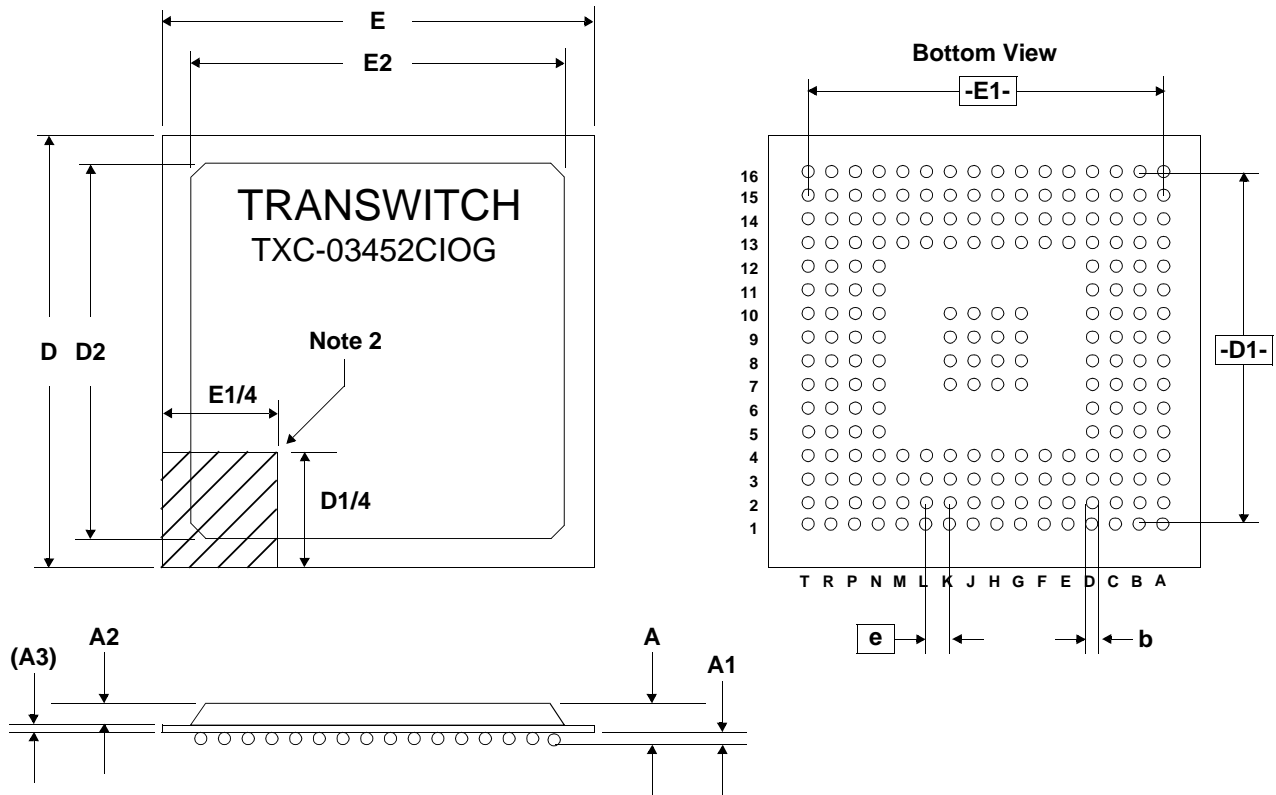 E
E2
TRANSWITCH
TXC-03452CIOG
Note 2
D
D2
E1/4
D1/4
Bottom View
-E1-
16
15
14
13
12
11
10
9
8
7
6
5
4
3
2
1
-D1-
T R P N M L K J H G F E D C B A
e
b
(A3)
A2
A
A1